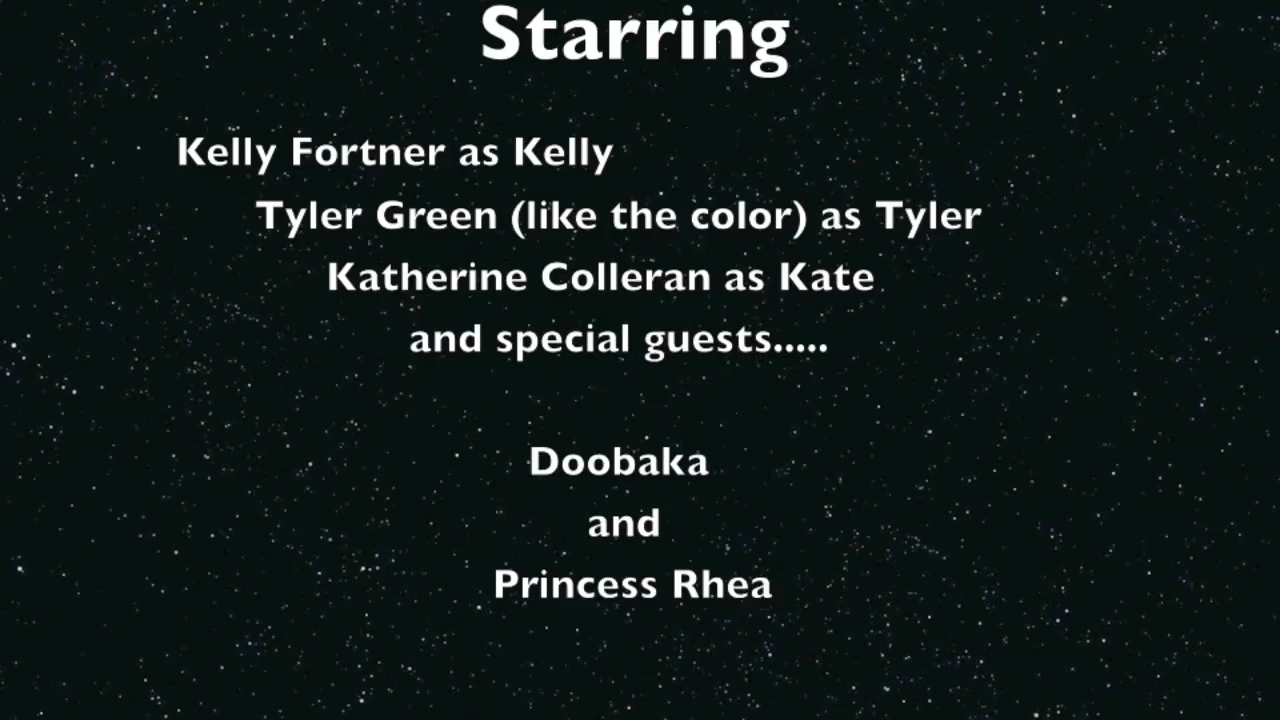 Starring
Kelly Fortner as Kelly
Tyler Green (like the color) as Tyler
Katherine Colleran as Kate
and special guests.....
Doobaka
and
Princess Rhea